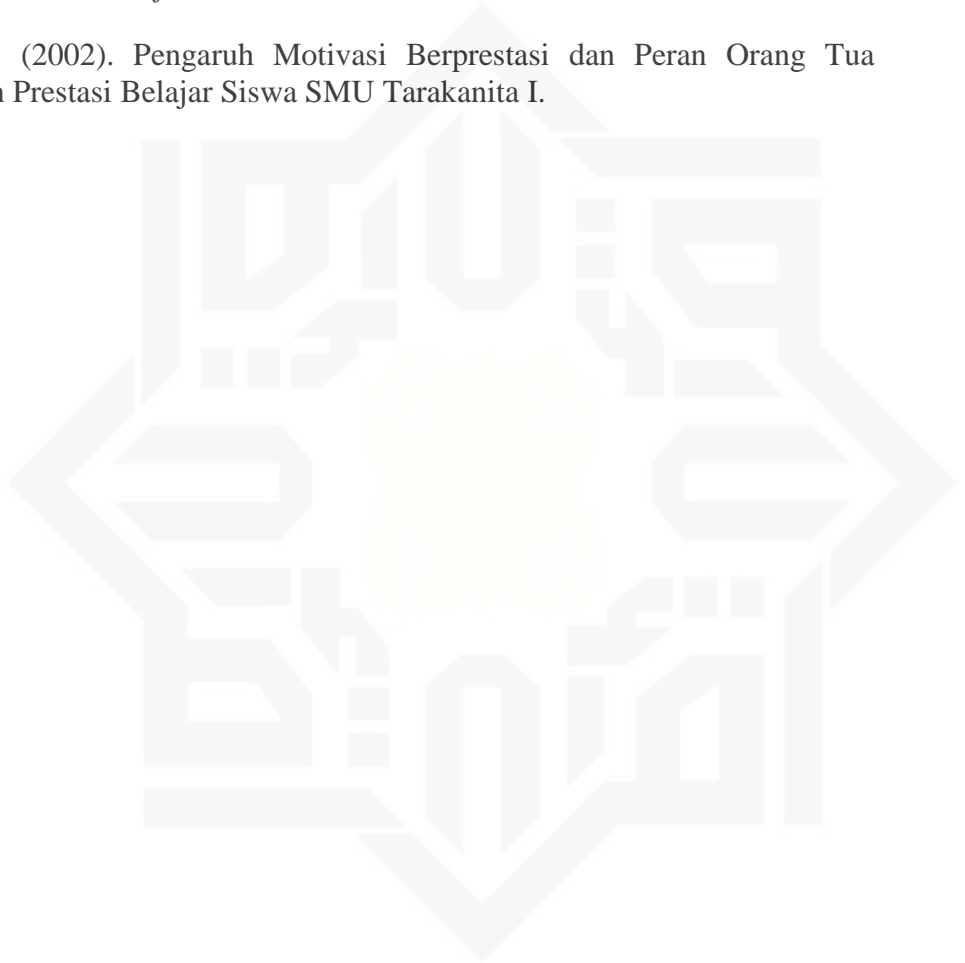 (2002). Pengaruh Motivasi Berprestasi dan Peran Orang Tua
Prestasi Belajar Siswa SMU Tarakanita I.